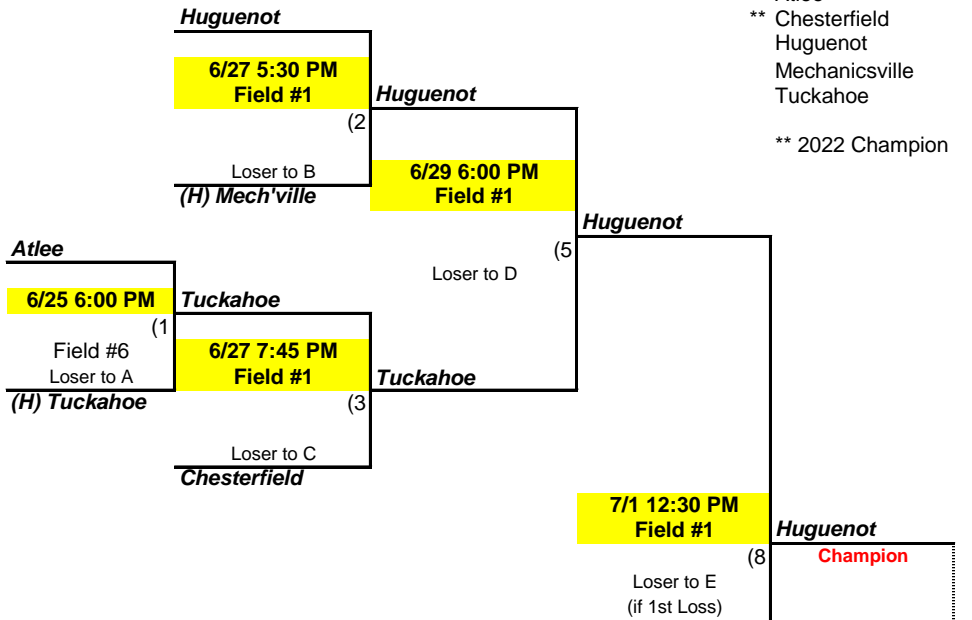 Huguenot
** Chesterfield
Huguenot
Mechanicsville
Tuckahoe
** 2022 Champion
6/27 5:30 PM
Field #1
Huguenot
(2
Loser to B
(H) Mech'ville
6/29 6:00 PM
Field #1
Huguenot
(5
Loser to D
Atlee
6/25 6:00 PM
Tuckahoe
(1
Field #6
Loser to A
(H) Tuckahoe
6/27 7:45 PM
Field #1
Tuckahoe
(3
Loser to C
Chesterfield
7/1 12:30 PM
Field #1
Huguenot
(8
Champion
Loser to E
(if 1st Loss)